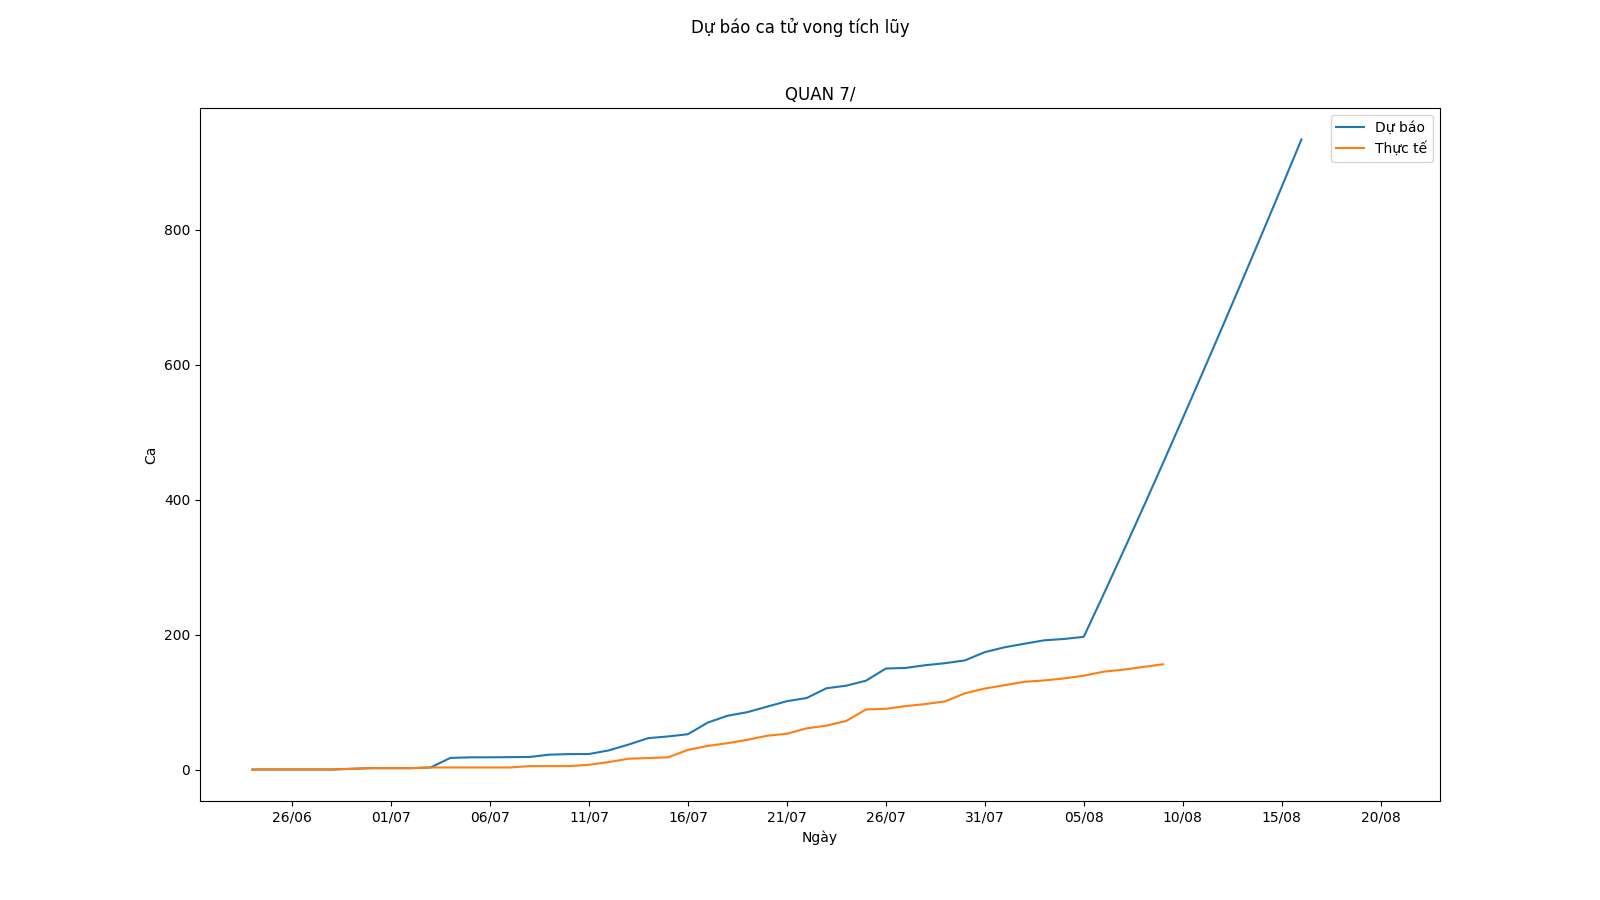 Dự báo ca tử vong tích lũy
QUAN 7/
Dự báo
Thực tế
800
600
400
200
0
Ca
26/06 01/07 06/07 11/07 16/07 21/07 26/07 31/07 05/08 10/08 15/08 20/08
Ngày